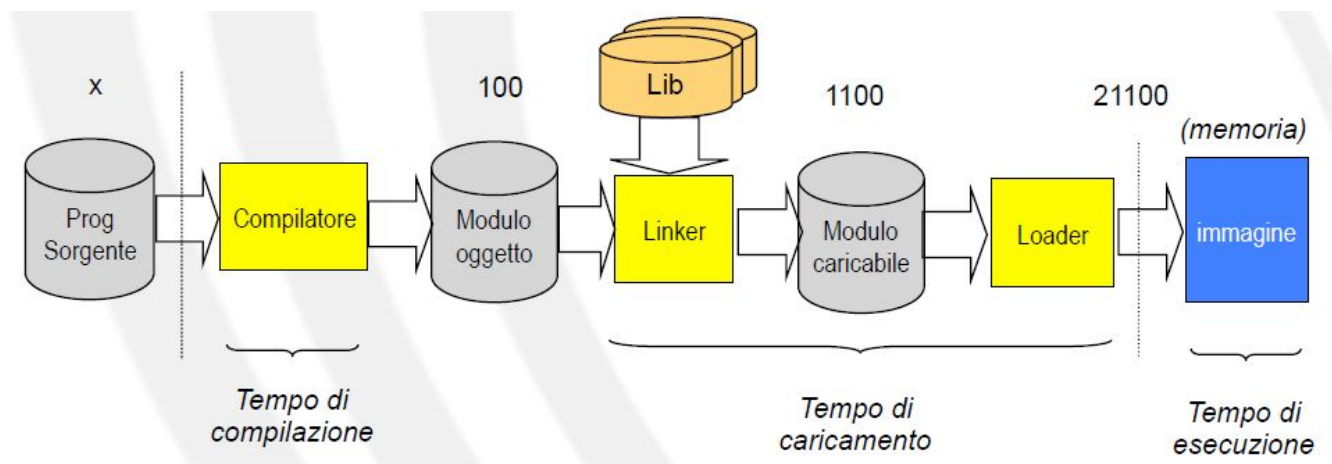 x
100
Lib
1100
21100
(memoria)
Prog
Sorgente
Compilatore
Modulo
oggetto
Linker
Modulo
caricabile
Loader
immagine
Tempo di
compilazione
Tempo di
caricamento
Tempo di
esecuzione